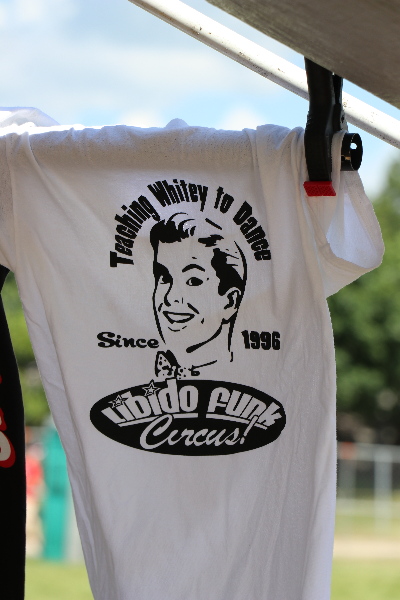 Teaching Whitey to Dance
Since 1996
Libido Funk
Circus!